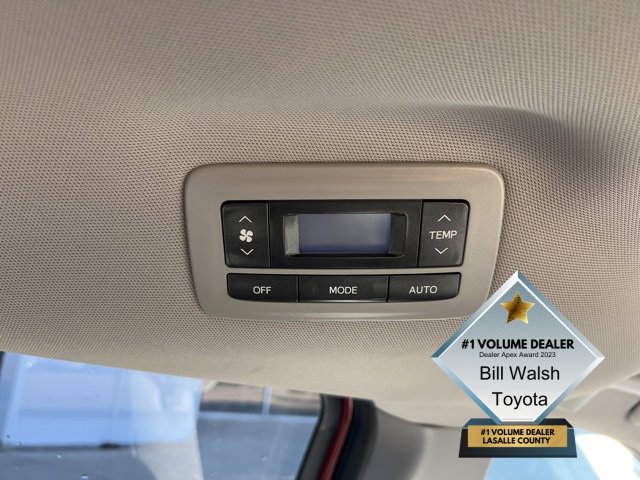 TEMP
OFF MODE AUTO
#1 VOLUME DEALER
Dealer Apex Award 2023
Bill Walsh
Toyota
#1 VOLUME DEALER
LASALLE COUNTY